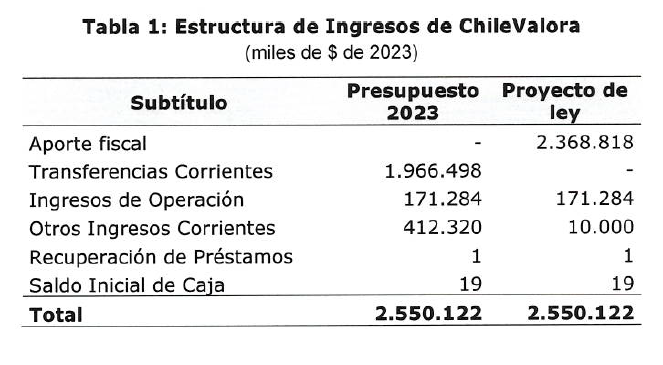 Tabla 1: Estructura de Ingresos de ChileValora
(miles de $ de 2023)
Subtítulo Presupuesto 2023 Proyecto de ley
Aporte fiscal - 2.368.818
Transferencias Corrientes 1.966.498 -
Ingresos de Operación 171.284 171.284
Otros Ingresos Corrientes 412.320 10.000
Recuperación de Préstamos 1 1
Saldo Inicial de Caja 19 19
Total 2.550.122 2.550.122